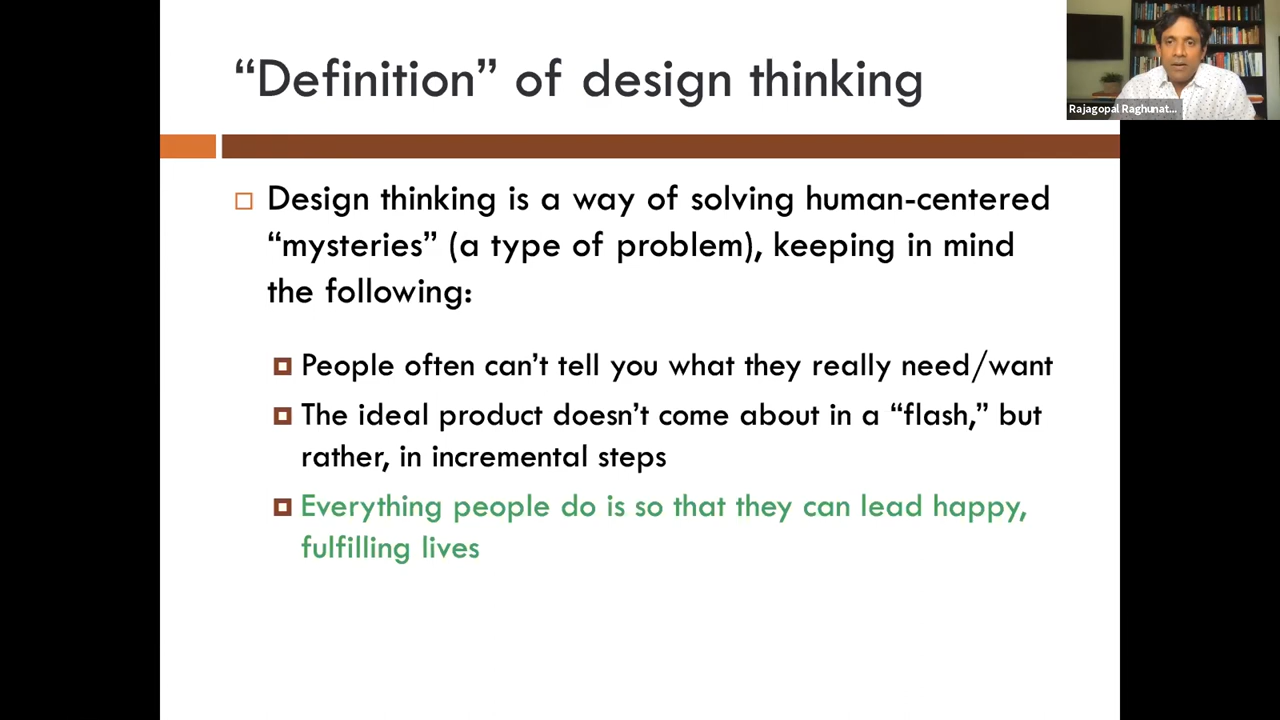 “Definition” of design thinking
Rajagopal Raghunat...
Design thinking is a way of solving human-centered
“mysteries” (a type of problem), keeping in mind
the following:
People often can’t tell you what they really need/want
The ideal product doesn’t come about in a “flash,” but
rather, in incremental steps
Everything people do is so that they can lead happy,
fulfilling lives